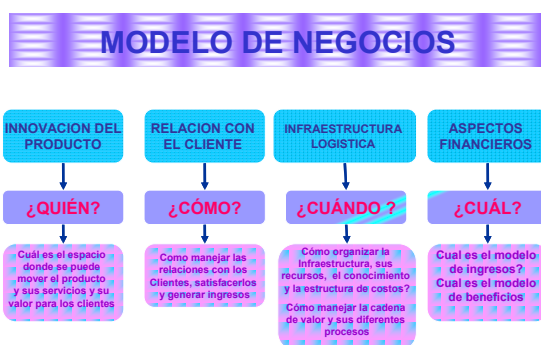 MODELO DE NEGOCIOS
INNOVACION DEL
PRODUCTO
RELACION CON
EL CLIENTE
INFRAESTRUCTURA
LOGISTICA
ASPECTOS
FINANCIEROS
¿QUIÉN?
¿CÓMO?
¿CUÁNDO ?
¿CUÁL?
Cuál es el espacio
donde se puede
mover el producto
y sus servicios y su
valor para los clientes
Como manejar las
relaciones con los
Clientes, satisfacerlos
y generar ingresos
Cómo organizar la
Infraestructura, sus
recursos, el conocimiento
y la estructura de costos?
Cómo manejar la cadena
de valor y sus diferentes
procesos
Cual es el modelo
de ingresos?
Cual es el modelo
de beneficios